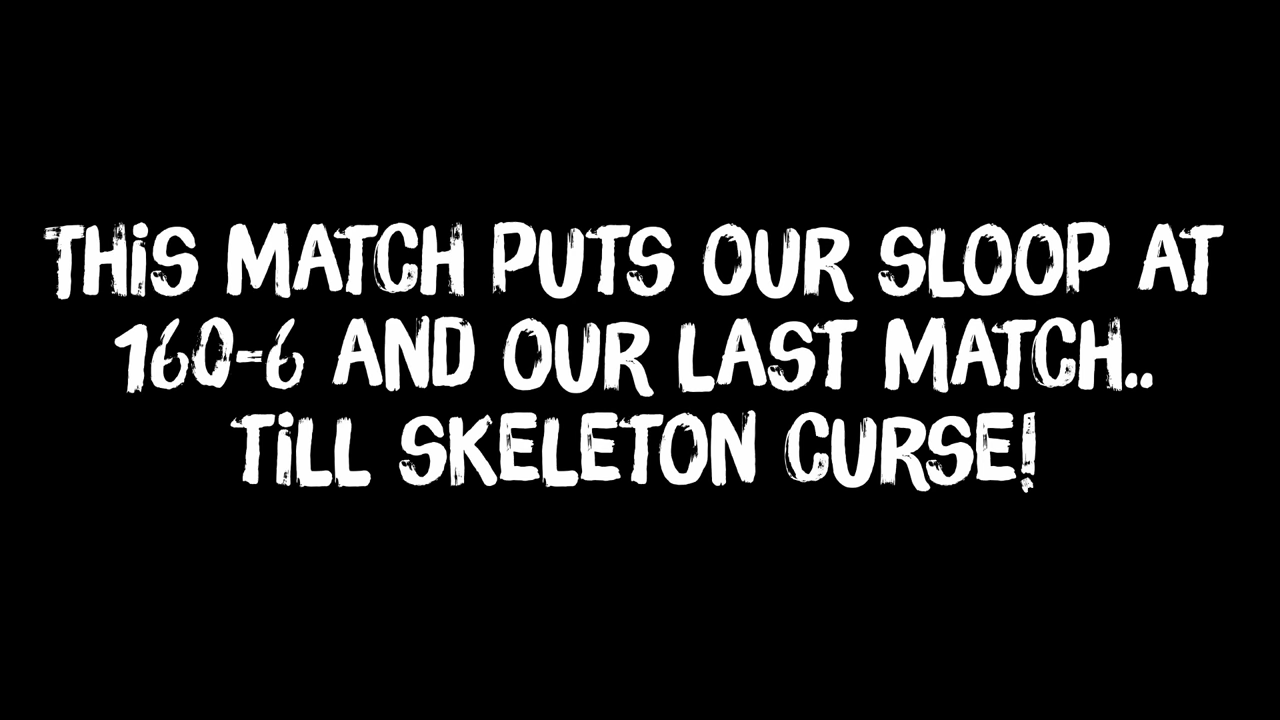 THIS MATCH PUTS OUR SLOOP AT
160-6 AND OUR LAST MATCH..
TILL SKELETON CURSE!